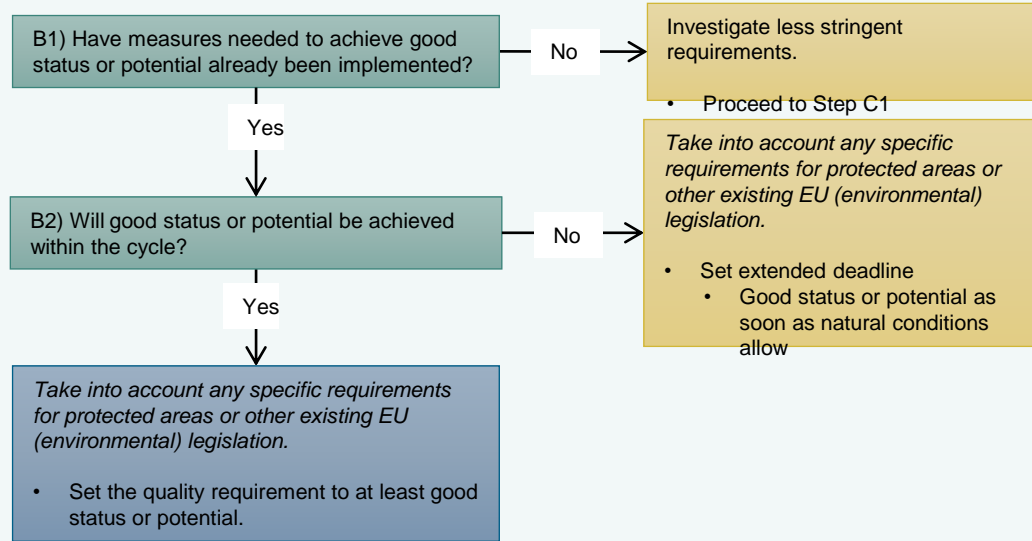 B1) Have measures needed to achieve good
status or potential already been implemented?
No
Investigate less stringent
requirements.
• Proceed to Step C1
Yes
B2) Will good status or potential be achieved
within the cycle?
No
Take into account any specific
requirements for protected areas or
other existing EU (environmental)
legislation.
• Set extended deadline
• Good status or potential as
soon as natural conditions
allow
Yes
Take into account any specific requirements
for protected areas or other existing EU
(environmental) legislation.
• Set the quality requirement to at least good
status or potential.